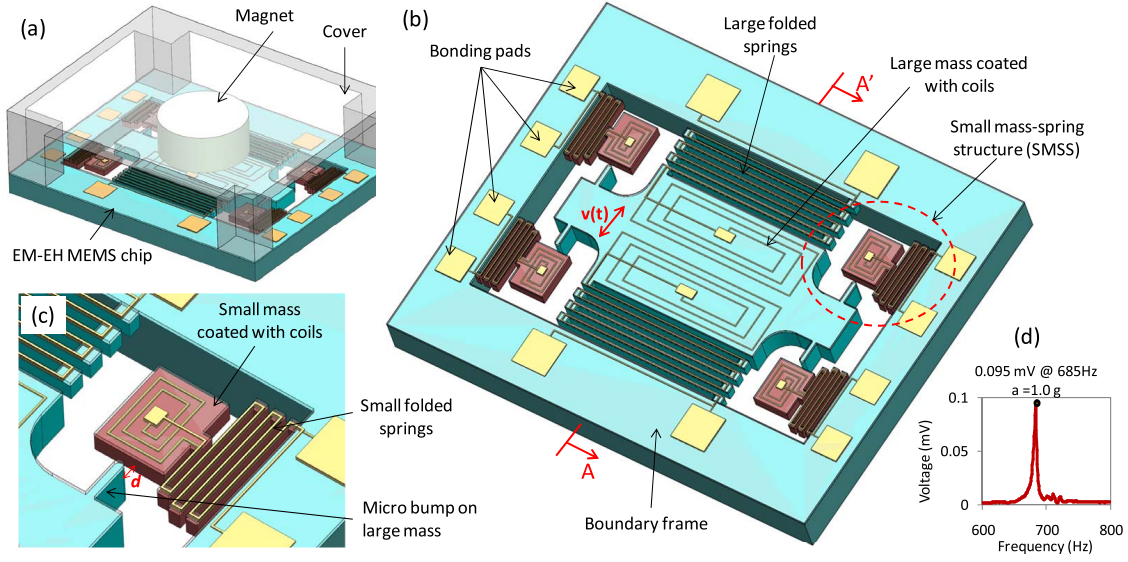 (a)
Magnet
Cover
EM-EH MEMS chip
(b)
Bonding pads
Large folded
springs
A'
Large mass coated
with coils
Small mass-spring
structure (SMSS)
v(t)
A
Boundary frame
(c)
Small mass
coated with coils
Small folded
springs
d
Micro bump on
large mass
(d)
0.095 mV @ 685Hz
a =1.0 g
Voltage (mV)
0.1
0.05
0
600
700
800
Frequency (Hz)